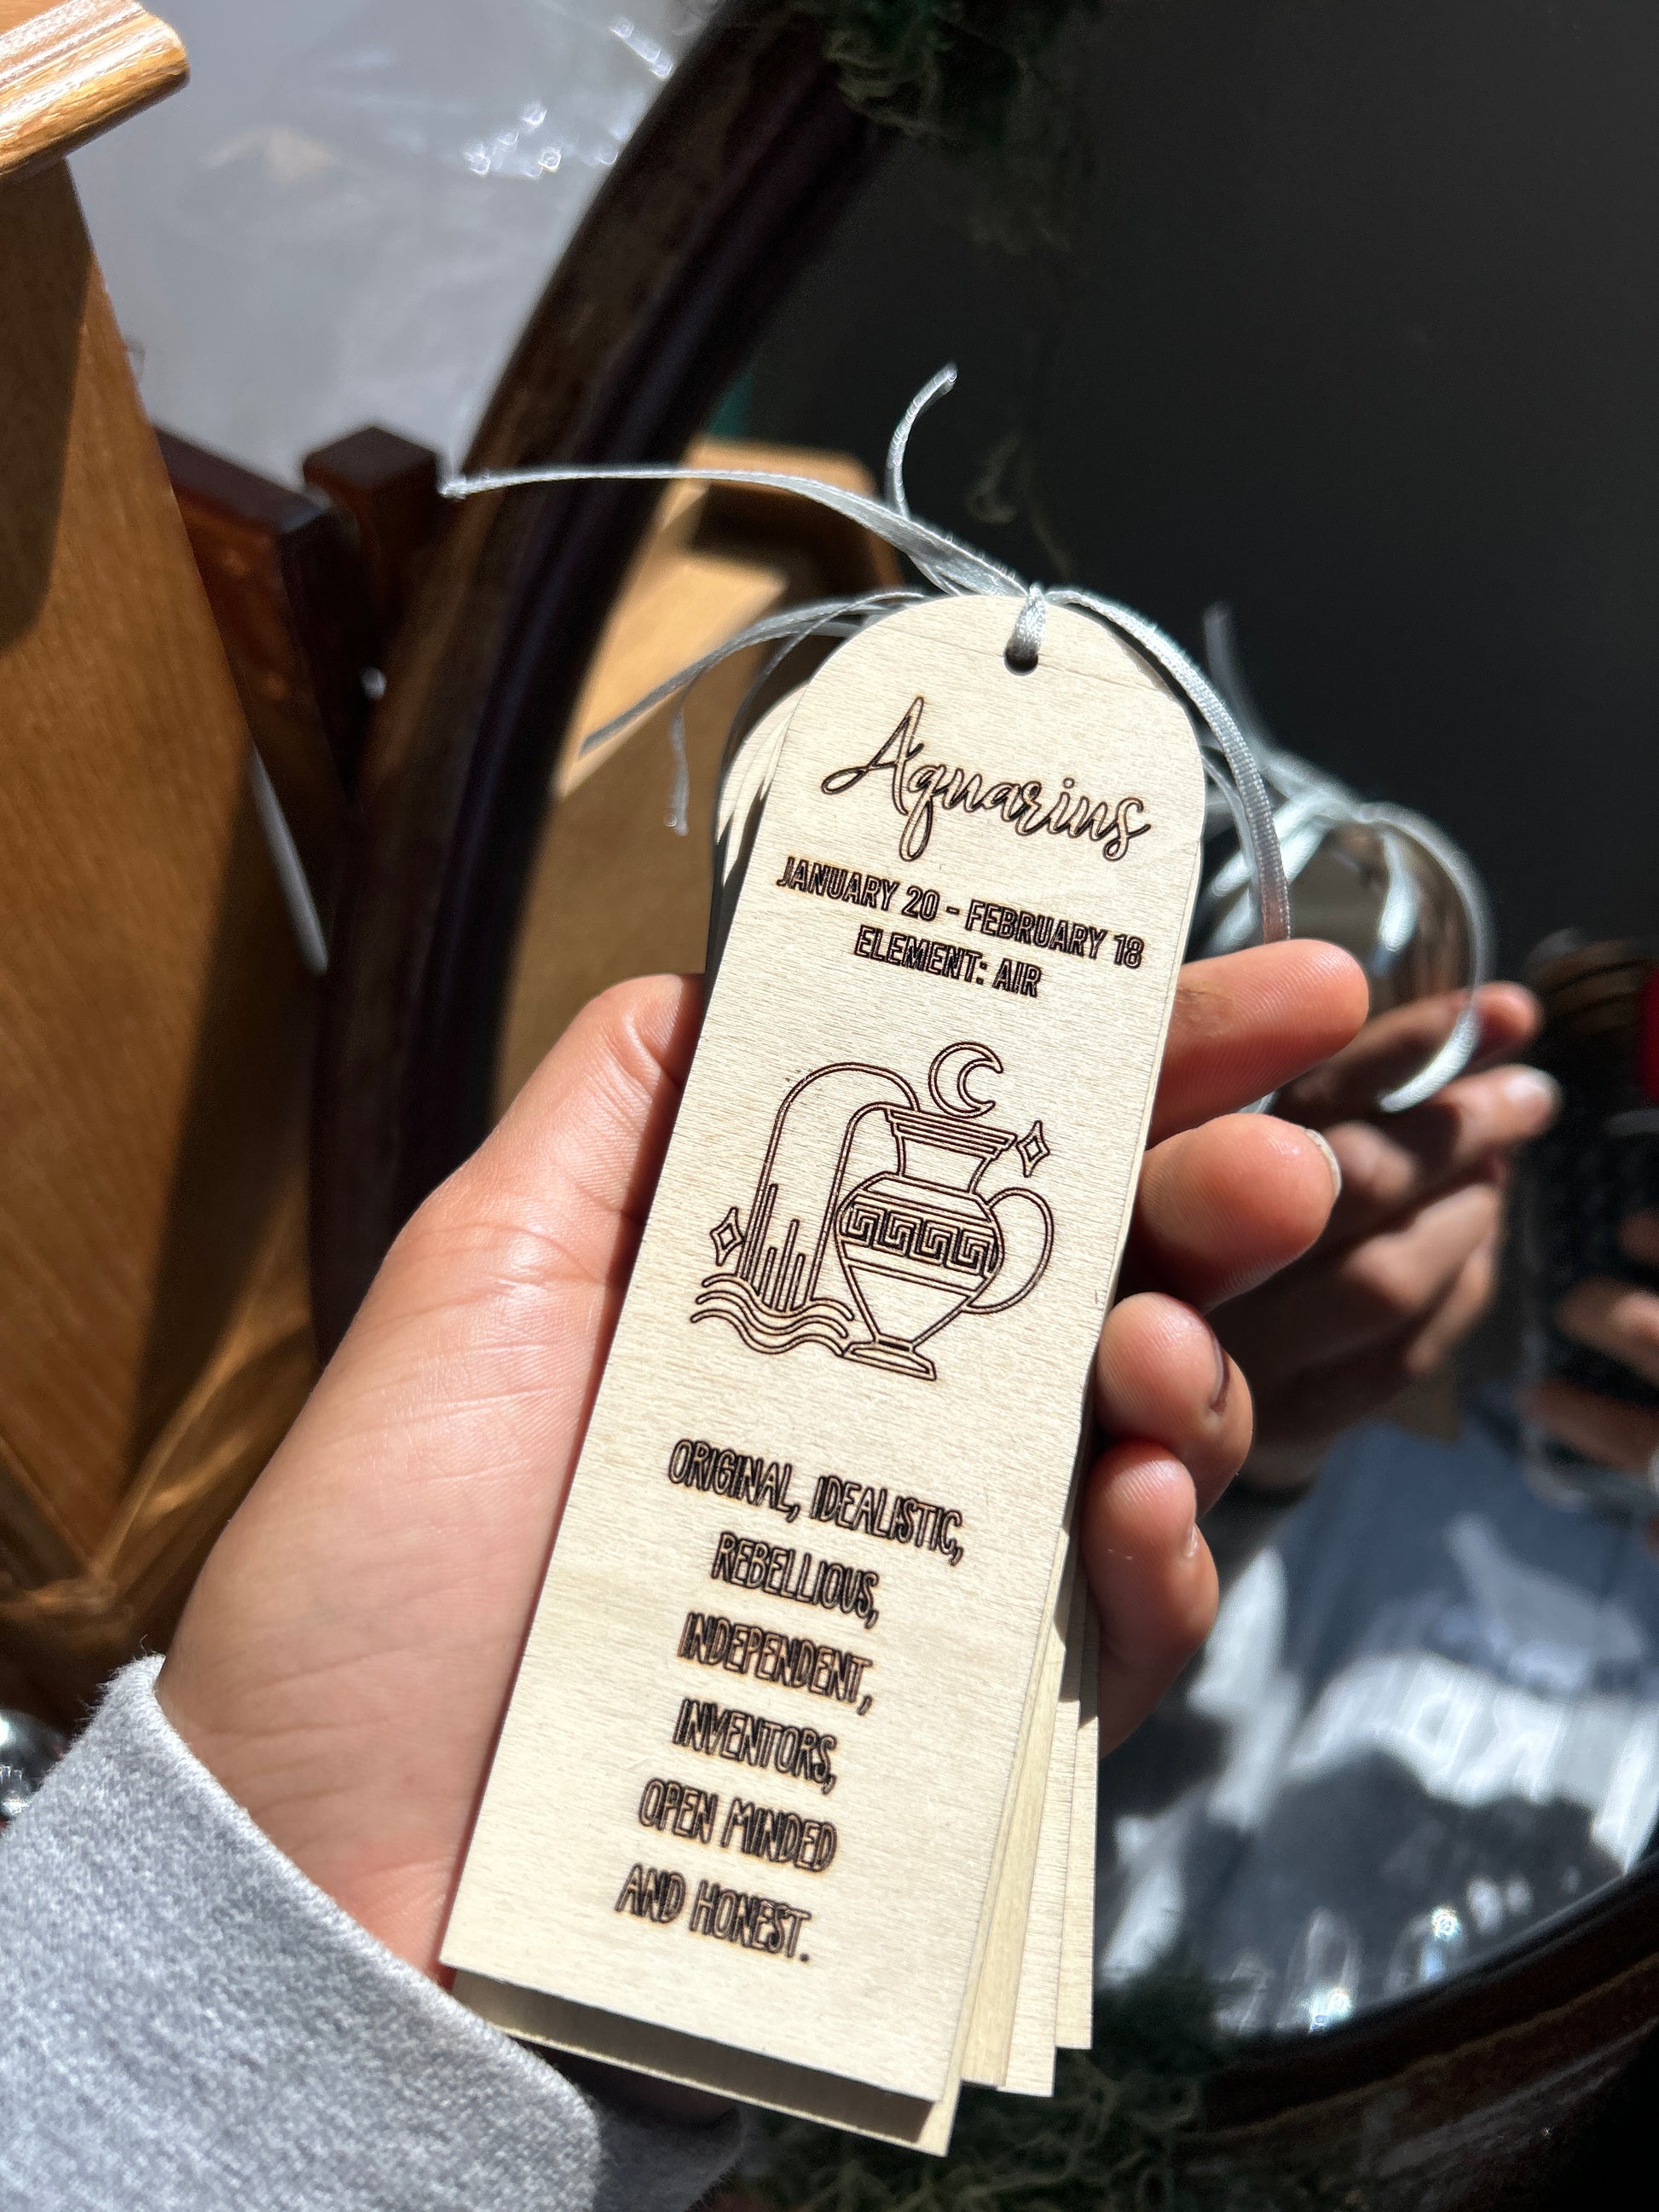 Aquarius
JANUARY 20 - FEBRUARY 18
ELEMENT: AIR
ORIGINAL, IDEALISTIC,
REBELLIOUS,
INDEPENDENT,
INVENTORS,
OPEN MINDED
AND HONEST.